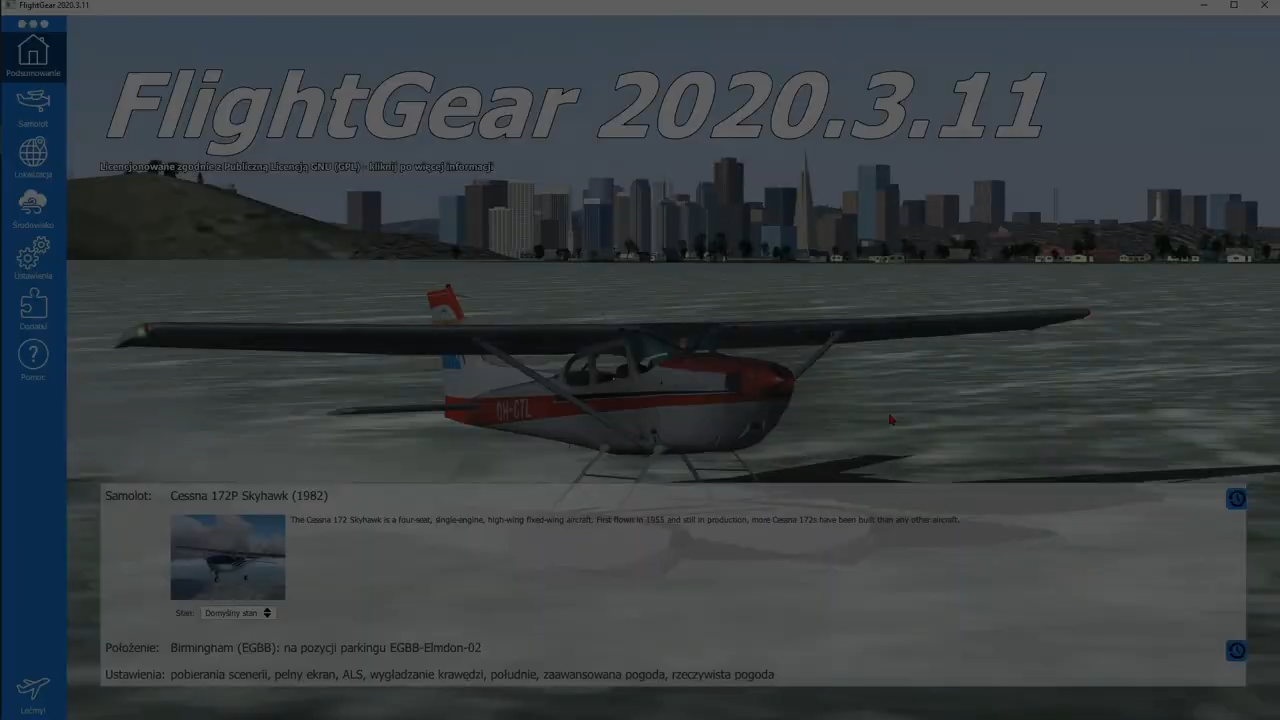 FlightGear 2020.3.11
Podsumowanie
Samolot
Lokalizacja
Środowisko
Ustawienia
Dodatki
Pomoc
Lećmy!
FlightGear 2020.3.11
Licencjonowane zgodnie z Publiczną Licencją GNU (GPL) - kliknij po więcej informacji
OH-GTL
Samolot: Cessna 172P Skyhawk (1982)
The Cessna 172 Skyhawk is a four-seat, single-engine, high-wing fixed-wing aircraft. First flown in 1955 and still in production, more Cessna 172s have been built than any other aircraft.
Stan: Domyślny stan
Położenie: Birmingham (EGBB): na pozycji parkingu EGBB-Elmdon-02
Ustawienia: pobierania scenerii, pełny ekran, ALS, wygładzanie krawędzi, południe, zaawansowana pogoda, rzeczywista pogoda